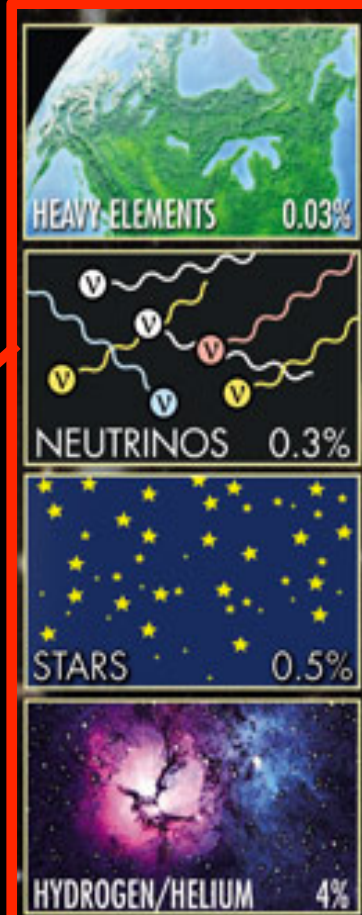 HEAVY ELEMENTS 0.03%
ν
ν
ν
ν
ν
ν
NEUTRINOS 0.3%
STARS 0.5%
HYDROGEN/HELIUM 4%